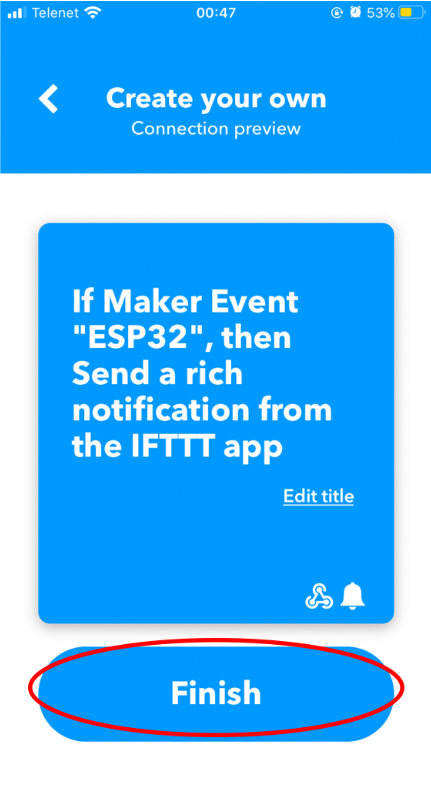 Telenet 00:47 53%
Create your own
Connection preview
If Maker Event
"ESP32", then
Send a rich
notification from
the IFTTT app
Edit title
Finish